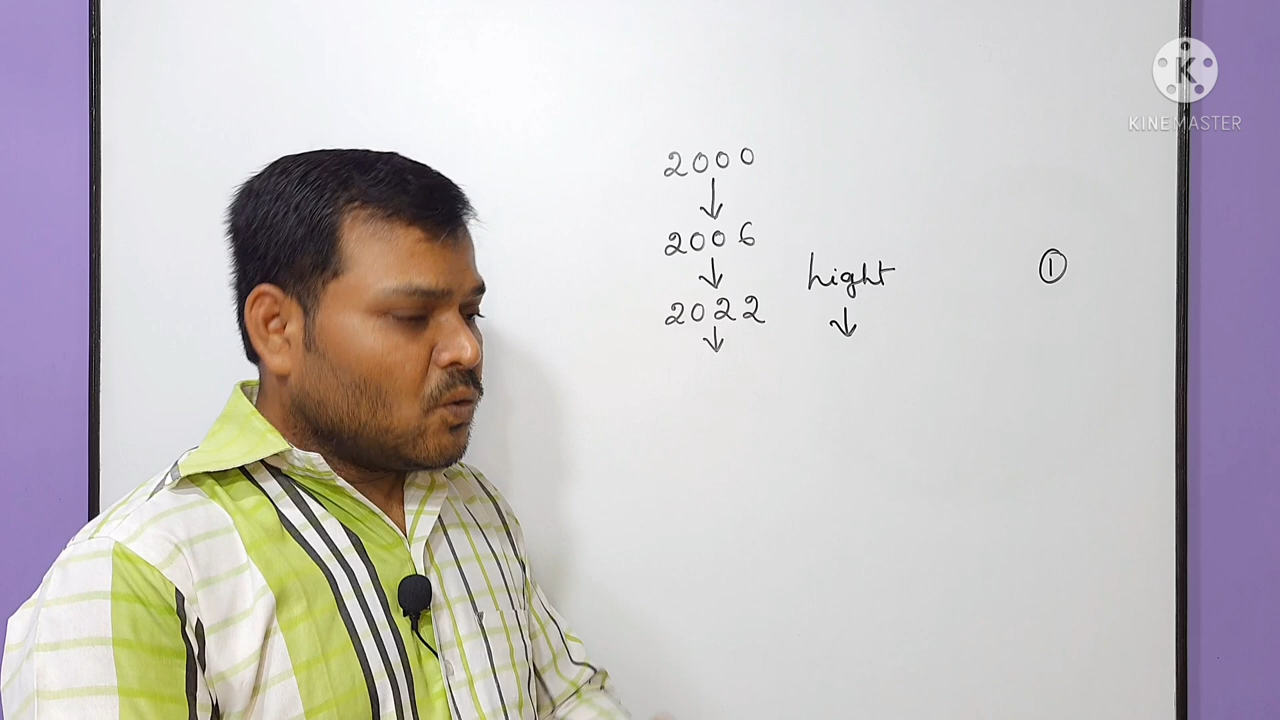 2000
↓
2006
↓
hight
①
2022
↓
↓
K
KINEMASTER